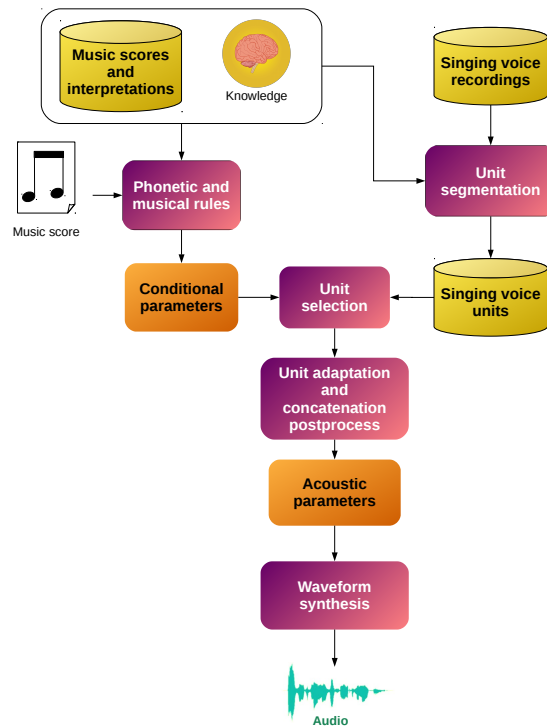 Music scores and
interpretations
Knowledge
Singing voice
recordings
Music score
Phonetic and
musical rules
Unit
segmentation
Conditional
parameters
Unit
selection
Singing voice
units
Unit adaptation
and
concatenation
postprocess
Acoustic
parameters
Waveform
synthesis
Audio